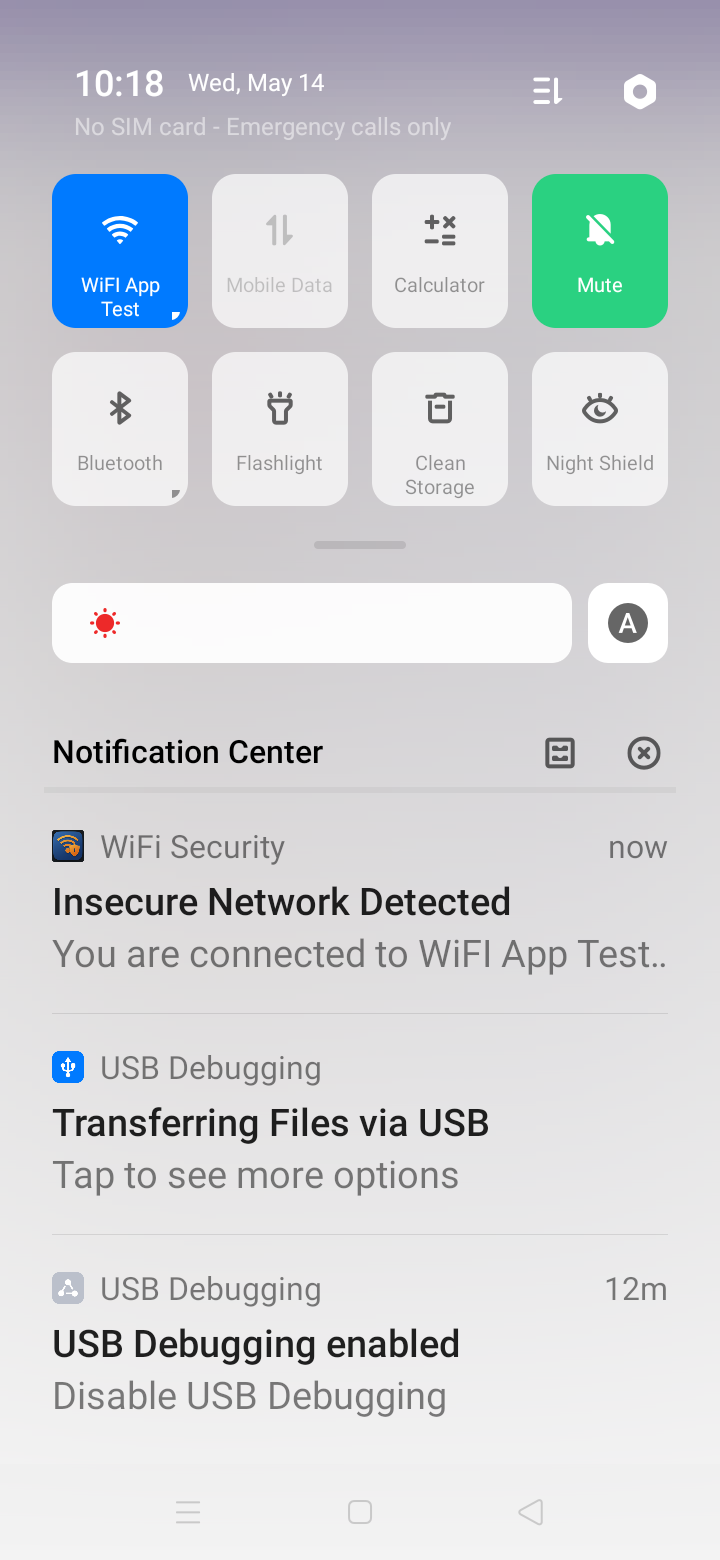 10:18 Wed, May 14
No SIM card - Emergency calls only
WiFI App Test
Mobile Data
Calculator
Mute
Bluetooth
Flashlight
Clean Storage
Night Shield
A
Notification Center
WiFi Security now
Insecure Network Detected
You are connected to WiFI App Test..
USB Debugging
Transferring Files via USB
Tap to see more options
USB Debugging 12m
USB Debugging enabled
Disable USB Debugging